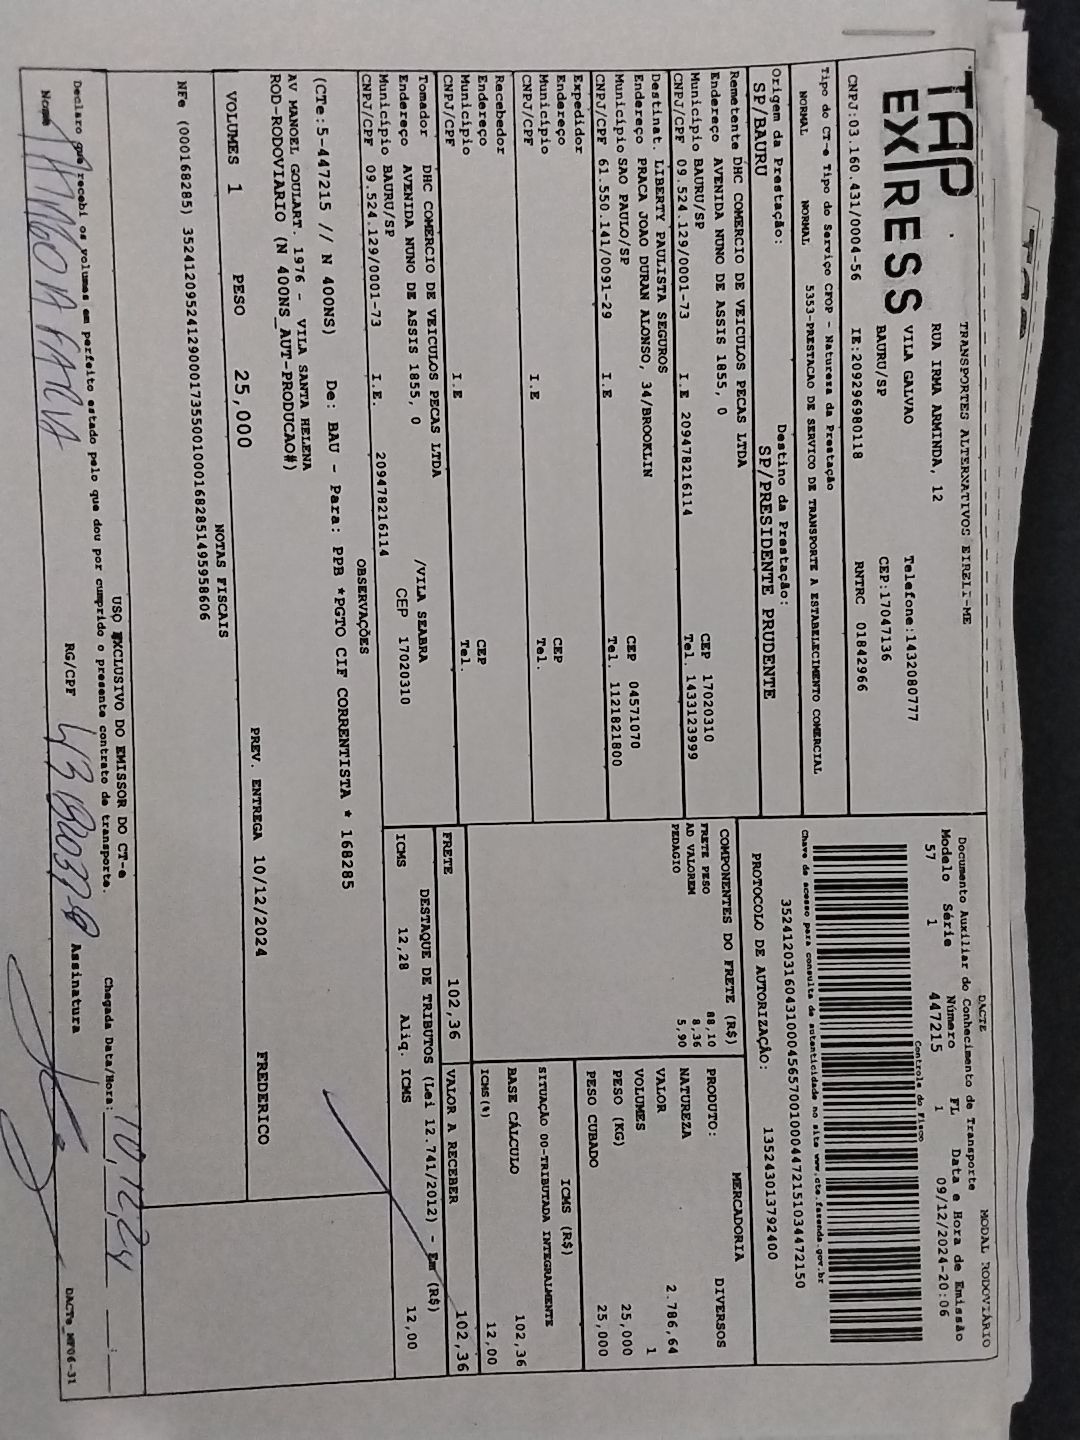 TAP EXPRESS
TRANSPORTES ALTERNATIVOS EIRELI-ME
RUA IRMA ARMINDA, 12
VILA GALVAO Telefone:1432080777
BAURU/SP CEP:17047136
CNPJ:03.160.431/0004-56 IE:209296980118 RNTRC 01842966
Tipo do CT-e Tipo do Serviço CFOP - Natureza da Prestação
NORMAL NORMAL 5353-PRESTACAO DE SERVICO DE TRANSPORTE A ESTABELECIMENTO COMERCIAL
Origem da Prestação: Destino da Prestação:
SP/BAURU SP/PRESIDENTE PRUDENTE
Remetente DHC COMERCIO DE VEICULOS PECAS LTDA
Endereço AVENIDA NUNO DE ASSIS 1855, 0
Município BAURU/SP CEP 17020310
CNPJ/CPF 09.524.129/0001-73 I.E 209478216114 Tel. 1433123999
Destinat. LIBERTY PAULISTA SEGUROS
Endereço PRACA JOAO DURAN ALONSO, 34/BROOKLIN
Município SAO PAULO/SP CEP 04571070
CNPJ/CPF 61.550.141/0091-29 I.E Tel. 1121821800
Expedidor
Endereço
Município CEP
CNPJ/CPF I.E Tel.
Recebedor
Endereço
Município CEP
CNPJ/CPF I.E Tel.
Tomador DHC COMERCIO DE VEICULOS PECAS LTDA
Endereço AVENIDA NUNO DE ASSIS 1855, 0 /VILA SEABRA
Município BAURU/SP CEP 17020310
CNPJ/CPF 09.524.129/0001-73 I.E. 209478216114
DACTE MODAL RODOVIÁRIO
Documento Auxiliar do Conhecimento de Transporte
Modelo Série Número FL Data e Hora de Emissão
57 1 447215 1 09/12/2024-20:06
Controle do Fisco
Chave de acesso para consulta de autenticidade no site www.cte.fazenda.gov.br
35241203160431000456570010004472151034472150
PROTOCOLO DE AUTORIZAÇÃO: 135243013792400
COMPONENTES DO FRETE (R$)
FRETE PESO 88,10
AD VALOREM 8,36
PEDAGIO 5,90
MERCADORIA
PRODUTO: DIVERSOS
NATUREZA
VALOR 2.786,64
VOLUMES 1
PESO (KG) 25,000
PESO CUBADO 25,000
ICMS (R$)
SITUAÇÃO 00-TRIBUTADA INTEGRALMENTE
BASE CÁLCULO 102,36
ICMS(%) 12,00
FRETE 102,36 VALOR A RECEBER 102,36
DESTAQUE DE TRIBUTOS (Lei 12.741/2012) - Em (R$)
ICMS 12,28 Aliq. ICMS 12,00
OBSERVAÇÕES
(CTe:5-447215 // N 400NS) De: BAU - Para: PPB *PGTO CIF CORRENTISTA * 168285
AV MANOEL GOULART. 1976 - VILA SANTA HELENA
ROD-RODOVIARIO (N 400NS_AUT-PRODUCAO#)
VOLUMES 1 PESO 25,000 PREV. ENTREGA 10/12/2024 FREDERICO
NOTAS FISCAIS
NFe (000168285) 35241209524129000173550010001682851495958606
USO EXCLUSIVO DO EMISSOR DO CT-e
Declaro que recebi os volumes em perfeito estado pelo que dou por cumprido o presente contrato de transporte. Chegada Data/Hora: 10/12/24
Nome RG/CPF Assinatura
DACTe_MP06-31